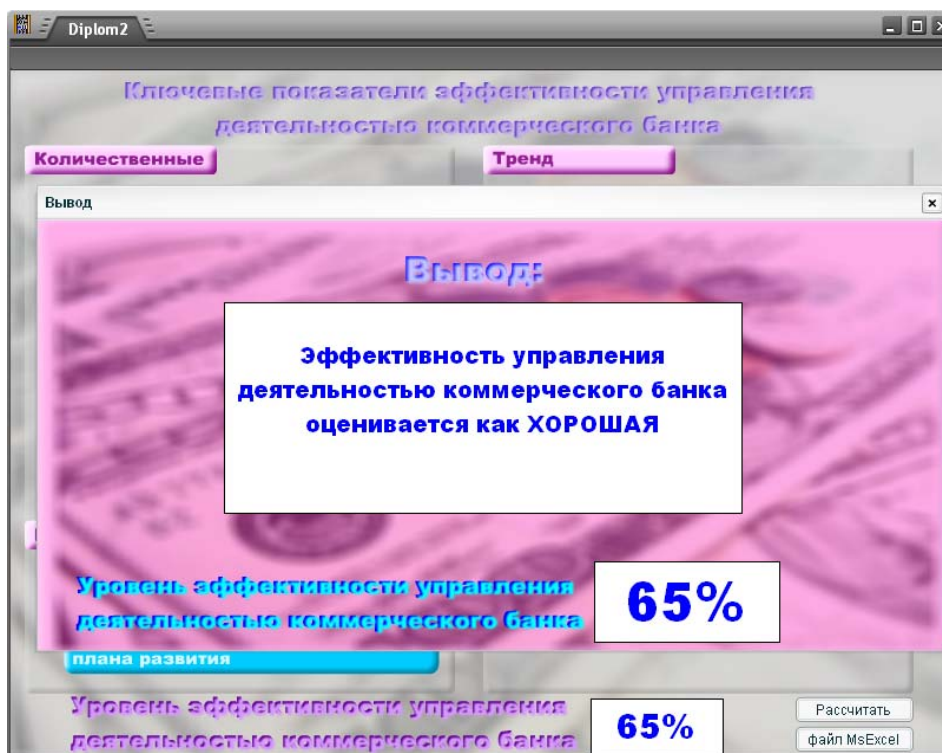 Diplom2
Ключевые показатели эффективности управления
деятельностью коммерческого банка
Количественные
Тренд
Вывод
Вывод:
Эффективность управления
деятельностью коммерческого банка
оценивается как ХОРОШАЯ
Уровень эффективности управления
деятельностью коммерческого банка
65%
плана развития
Уровень эффективности управления
деятельностью коммерческого банка
65%
Рассчитать
файл MsExcel